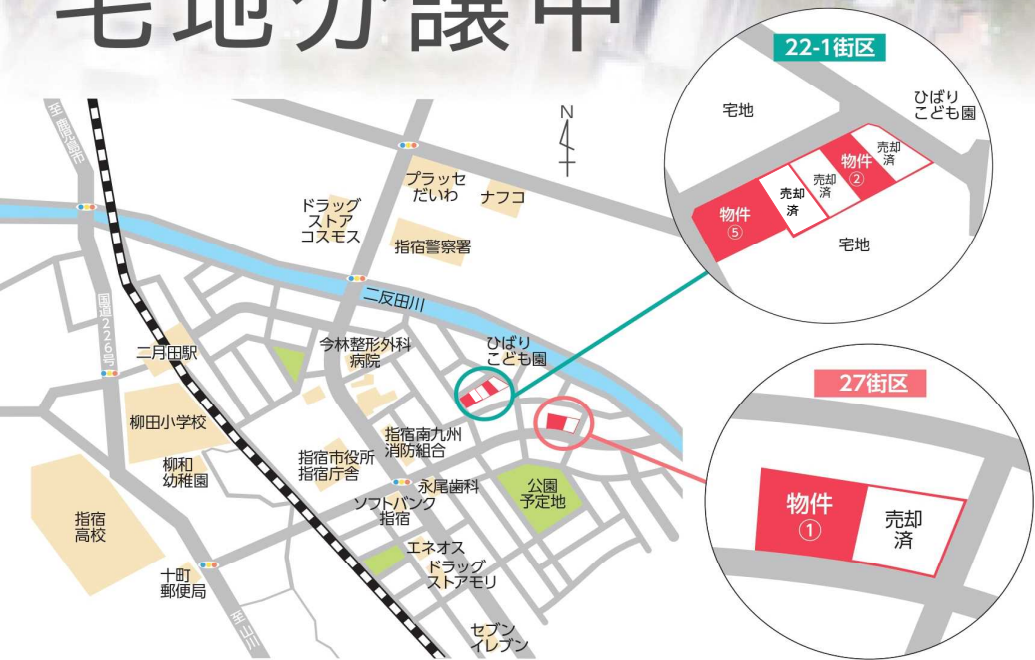 宅地分譲中
22-1街区
宅地
ひばり
こども園
売却
済
物件
②
売却
済
売却
済
物件
⑤
宅地
至 鹿児島市
N
プラッセ
だいわ
ナフコ
ドラッグ
ストア
コスモス
指宿警察署
二反田川
国道226号
二月田駅
今林整形外科
病院
ひばり
こども園
27街区
柳田小学校
指宿南九州
消防組合
柳和
幼稚園
指宿市役所
指宿庁舎
永尾歯科
公園
予定地
ソフトバンク
指宿
物件
①
売却
済
指宿
高校
エネオス
ドラッグ
ストアモリ
十町
郵便局
至 山川
セブン
イレブン